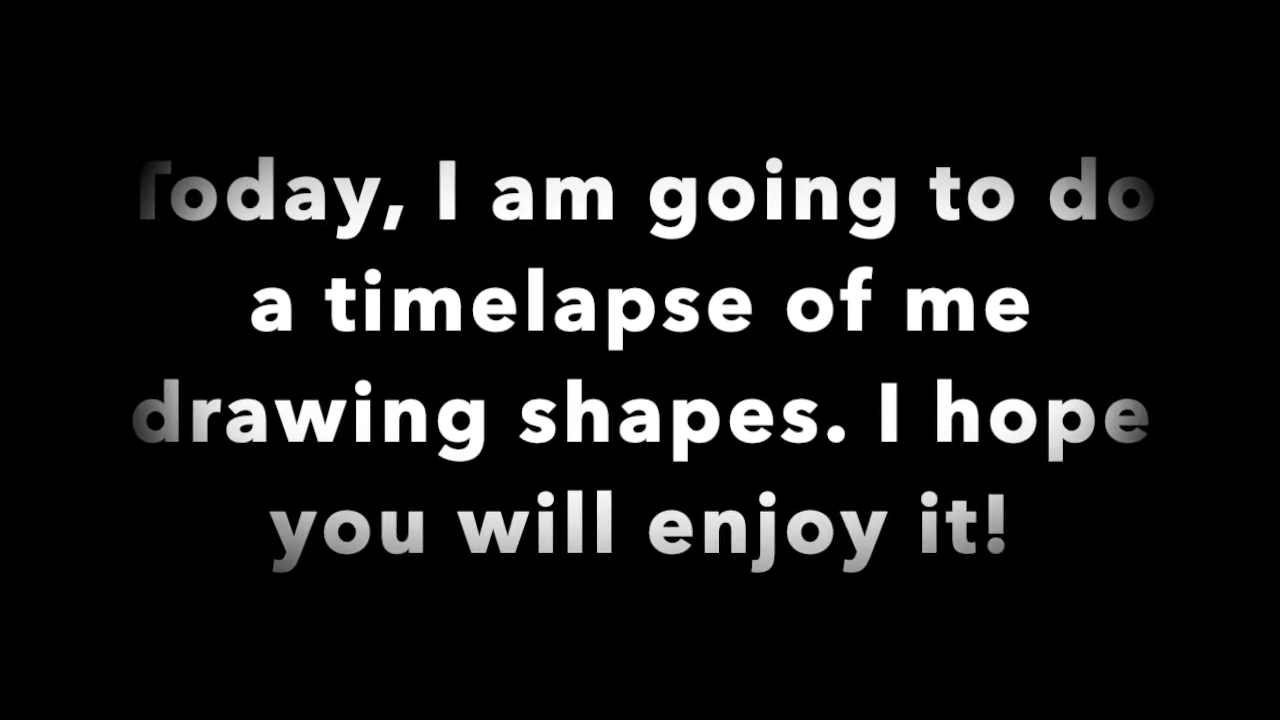 Today, I am going to do
a timelapse of me
drawing shapes. I hope
you will enjoy it!